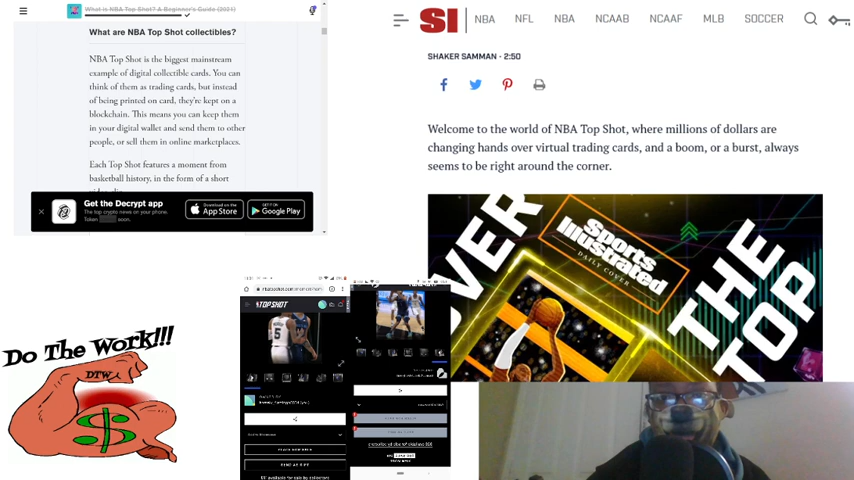 What is NBA Top Shot? A Beginner's Guide (2021)
What are NBA Top Shot collectibles?
NBA Top Shot is the biggest mainstream
example of digital collectible cards. You can
think of them as trading cards, but instead
of being printed on card, they're kept on a
blockchain. This means you can keep them
in your digital wallet and send them to other
people, or sell them in online marketplaces.
Each Top Shot features a moment from
basketball history, in the form of a short
Get the Decrypt app
The top crypto news on your phone.
Token soon.
Download on the
App Store
GET IT ON
Google Play
SI
NBA NFL NBA NCAAB NCAAF MLB SOCCER
SHAKER SAMMAN - 2:50
Welcome to the world of NBA Top Shot, where millions of dollars are
changing hands over virtual trading cards, and a boom, or a burst, always
seems to be right around the corner.
OVER
Sports
Illustrated
DAILY COVER
THE
TOP
Do The Work!!!
DTW
$
TOPSHOT
5